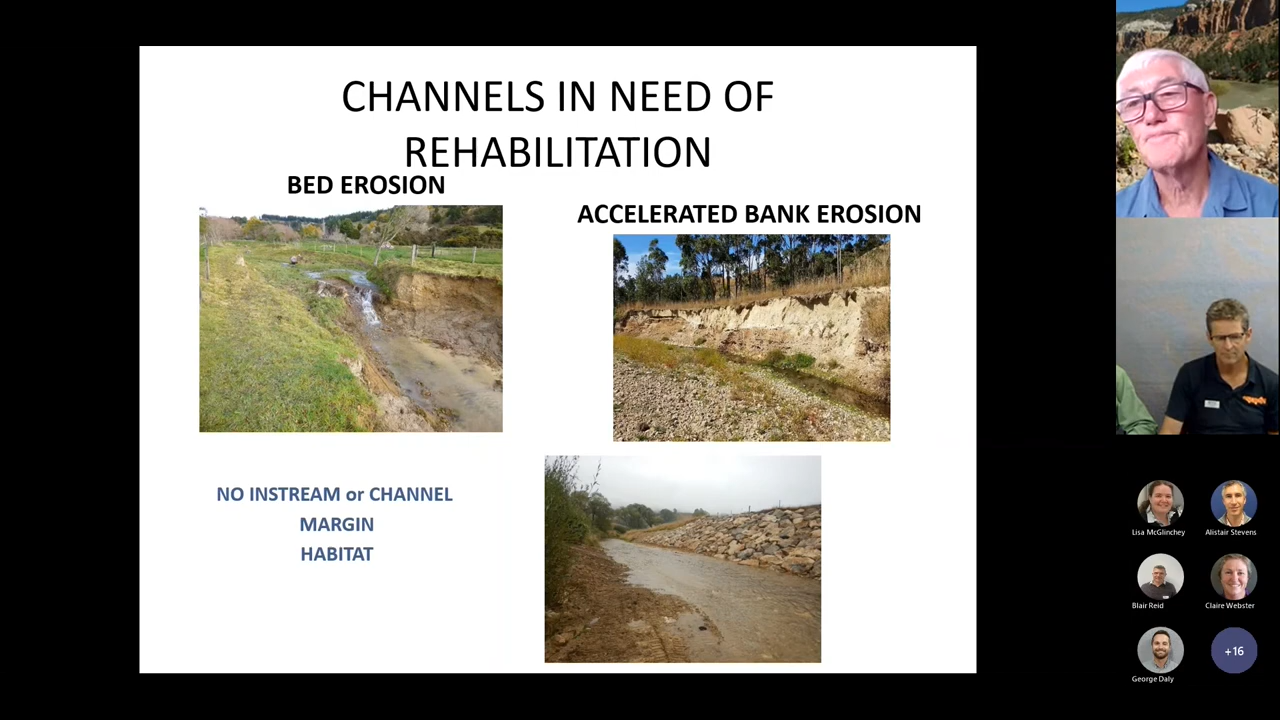 CHANNELS IN NEED OF
REHABILITATION
BED EROSION
ACCELERATED BANK EROSION
NO INSTREAM or CHANNEL
MARGIN
HABITAT
Lisa McGlinchey
Alistair Stevens
Blair Reid
Claire Webster
George Daly
+16